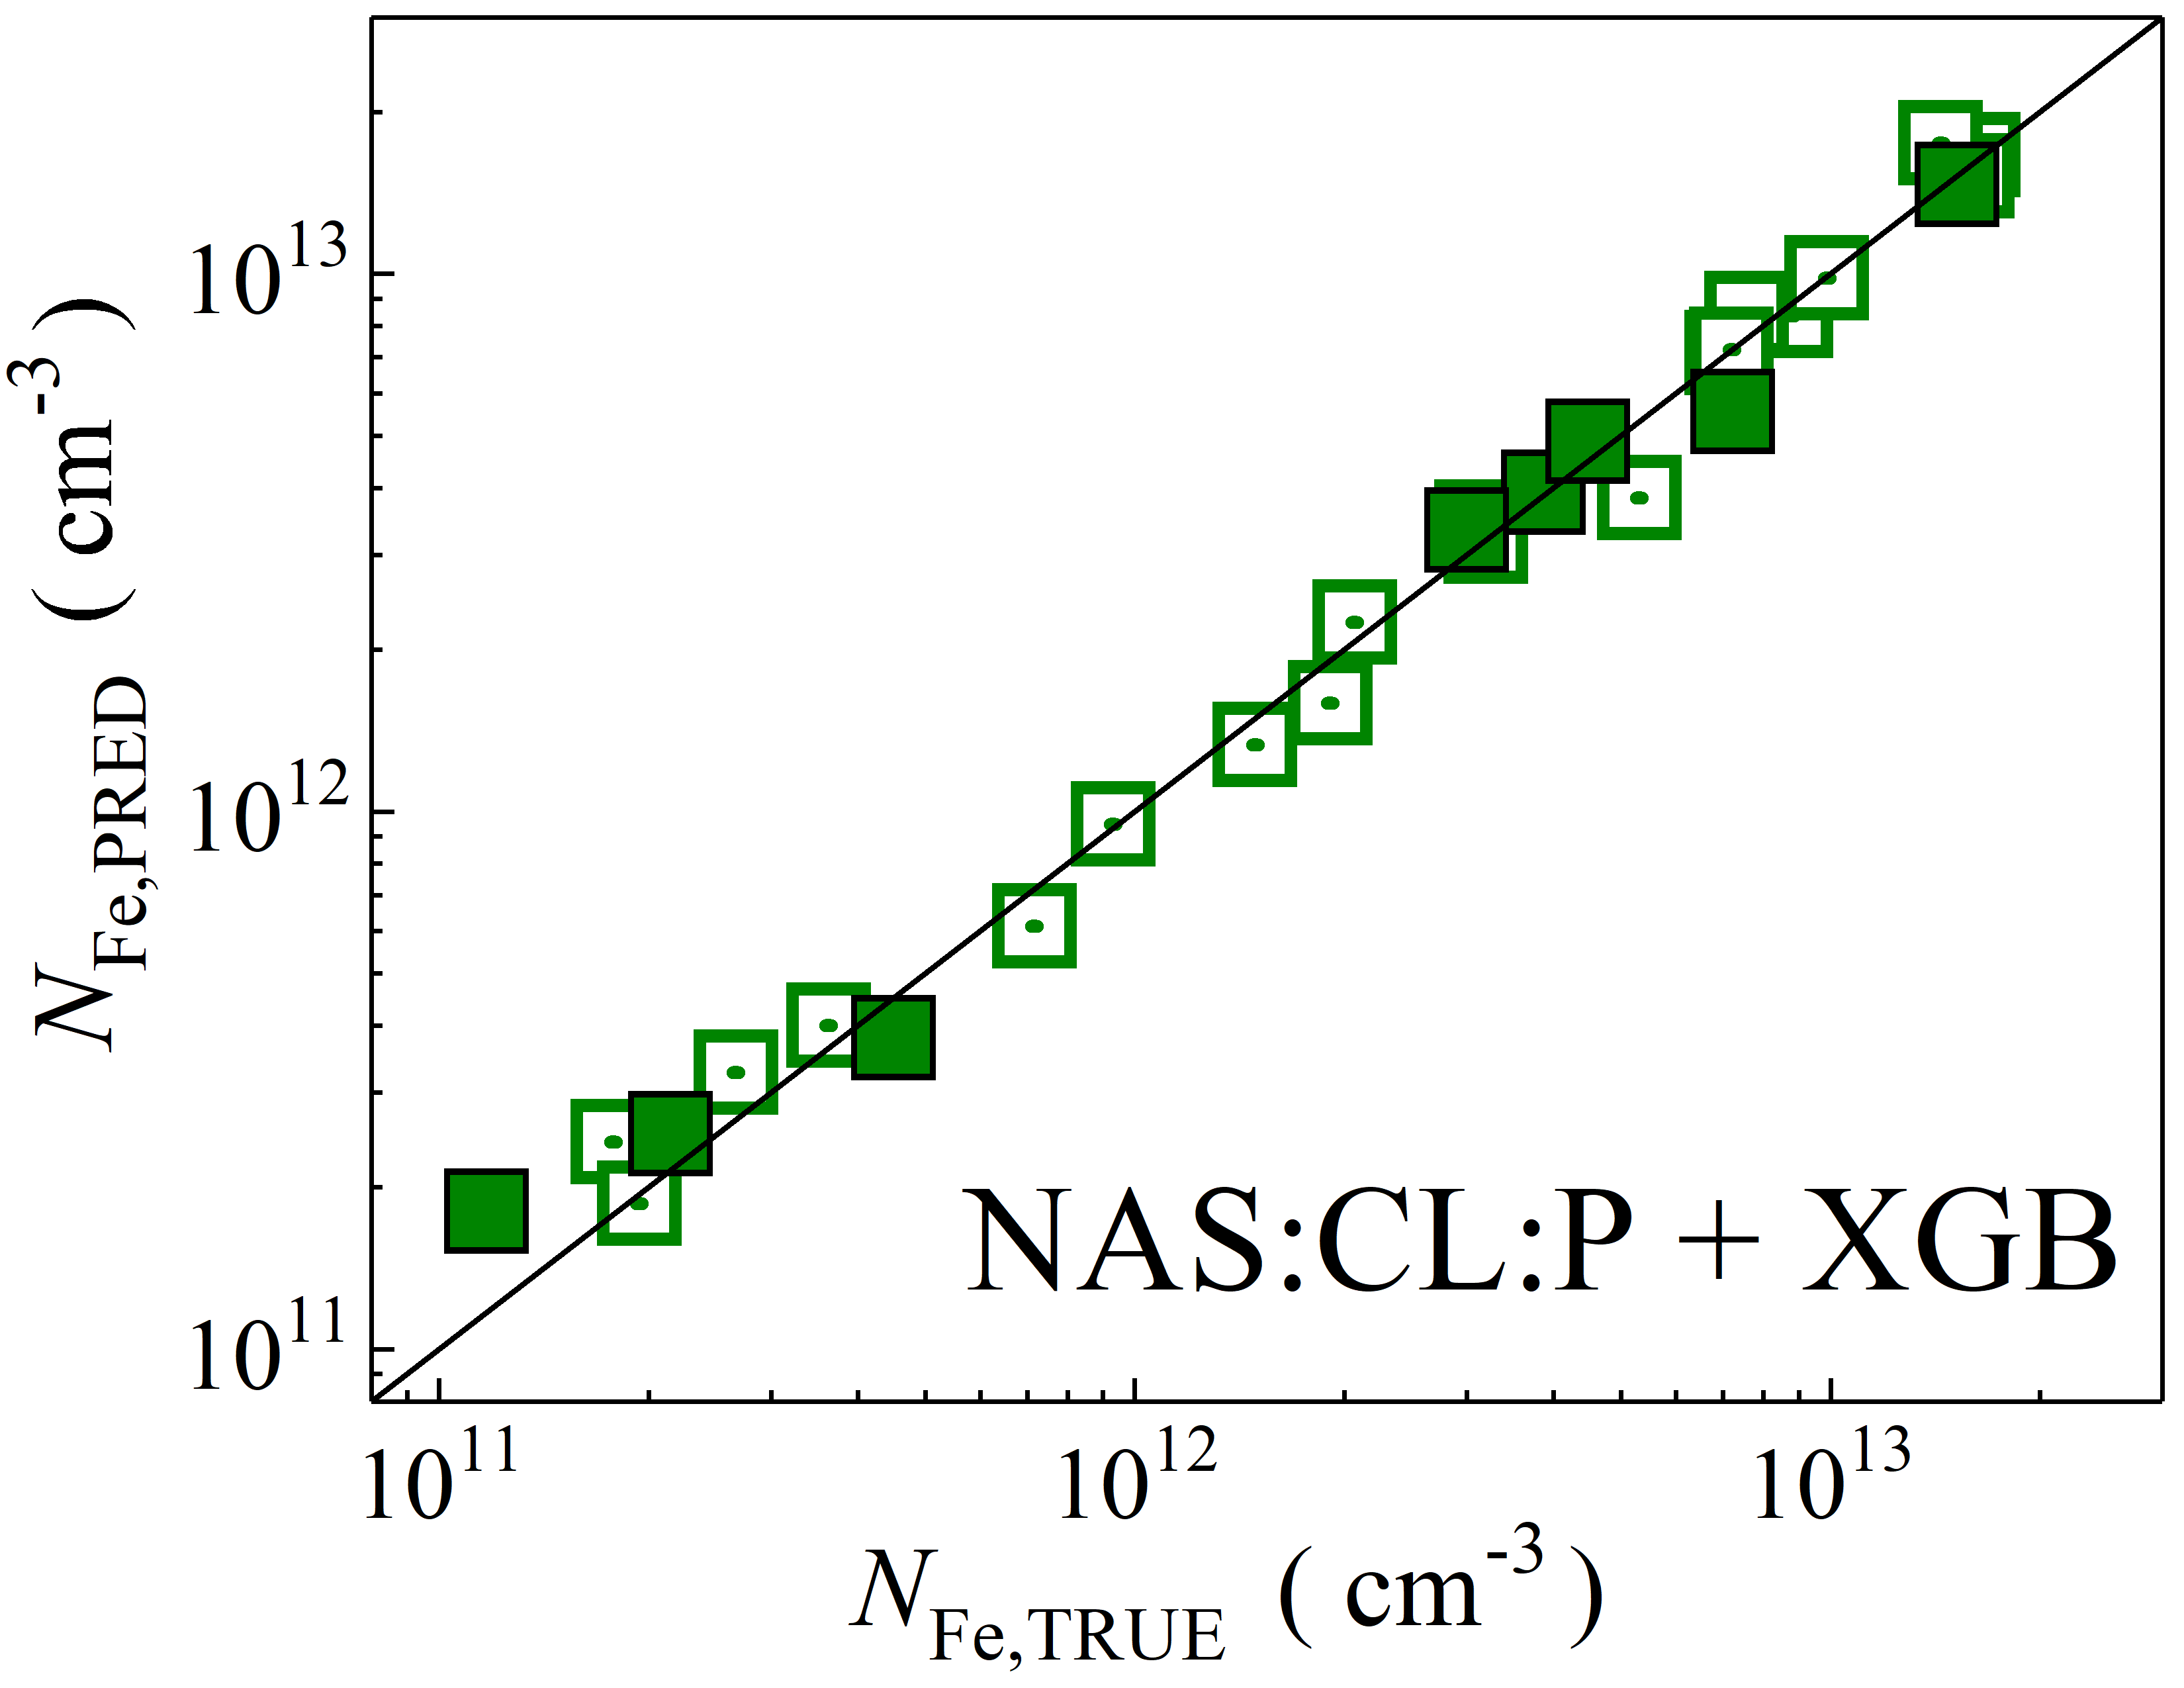 N_Fe,PRED ( cm^-3 )
10^13
10^12
10^11
NAS:CL:P + XGB
10^11 10^12 10^13
N_Fe,TRUE ( cm^-3 )